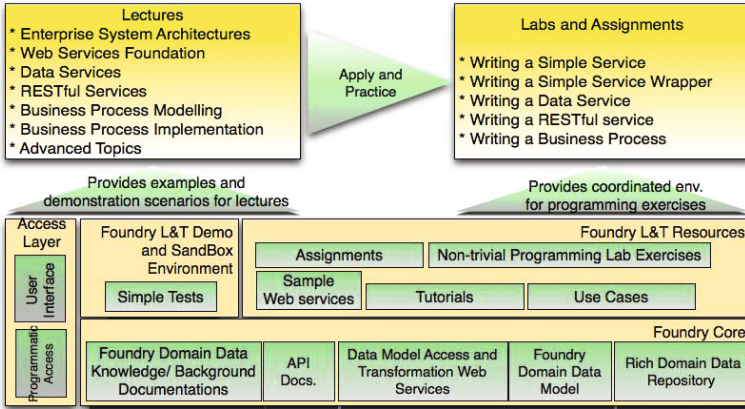 Lectures
* Enterprise System Architectures
* Web Services Foundation
* Data Services
* RESTful Services
* Business Process Modelling
* Business Process Implementation
* Advanced Topics
Apply and
Practice
Labs and Assignments
* Writing a Simple Service
* Writing a Simple Service Wrapper
* Writing a Data Service
* Writing a RESTful service
* Writing a Business Process
Provides examples and
demonstration scenarios for lectures
Provides coordinated env.
for programming exercises
Access
Layer
User
Interface
Programmatic
Access
Foundry L&T Demo
and SandBox
Environment
Simple Tests
Foundry L&T Resources
Assignments
Non-trivial Programming Lab Exercises
Sample
Web services
Tutorials
Use Cases
Foundry Core
Foundry Domain Data
Knowledge/ Background
Documentations
API
Docs.
Data Model Access and
Transformation Web
Services
Foundry
Domain Data
Model
Rich Domain Data
Repository